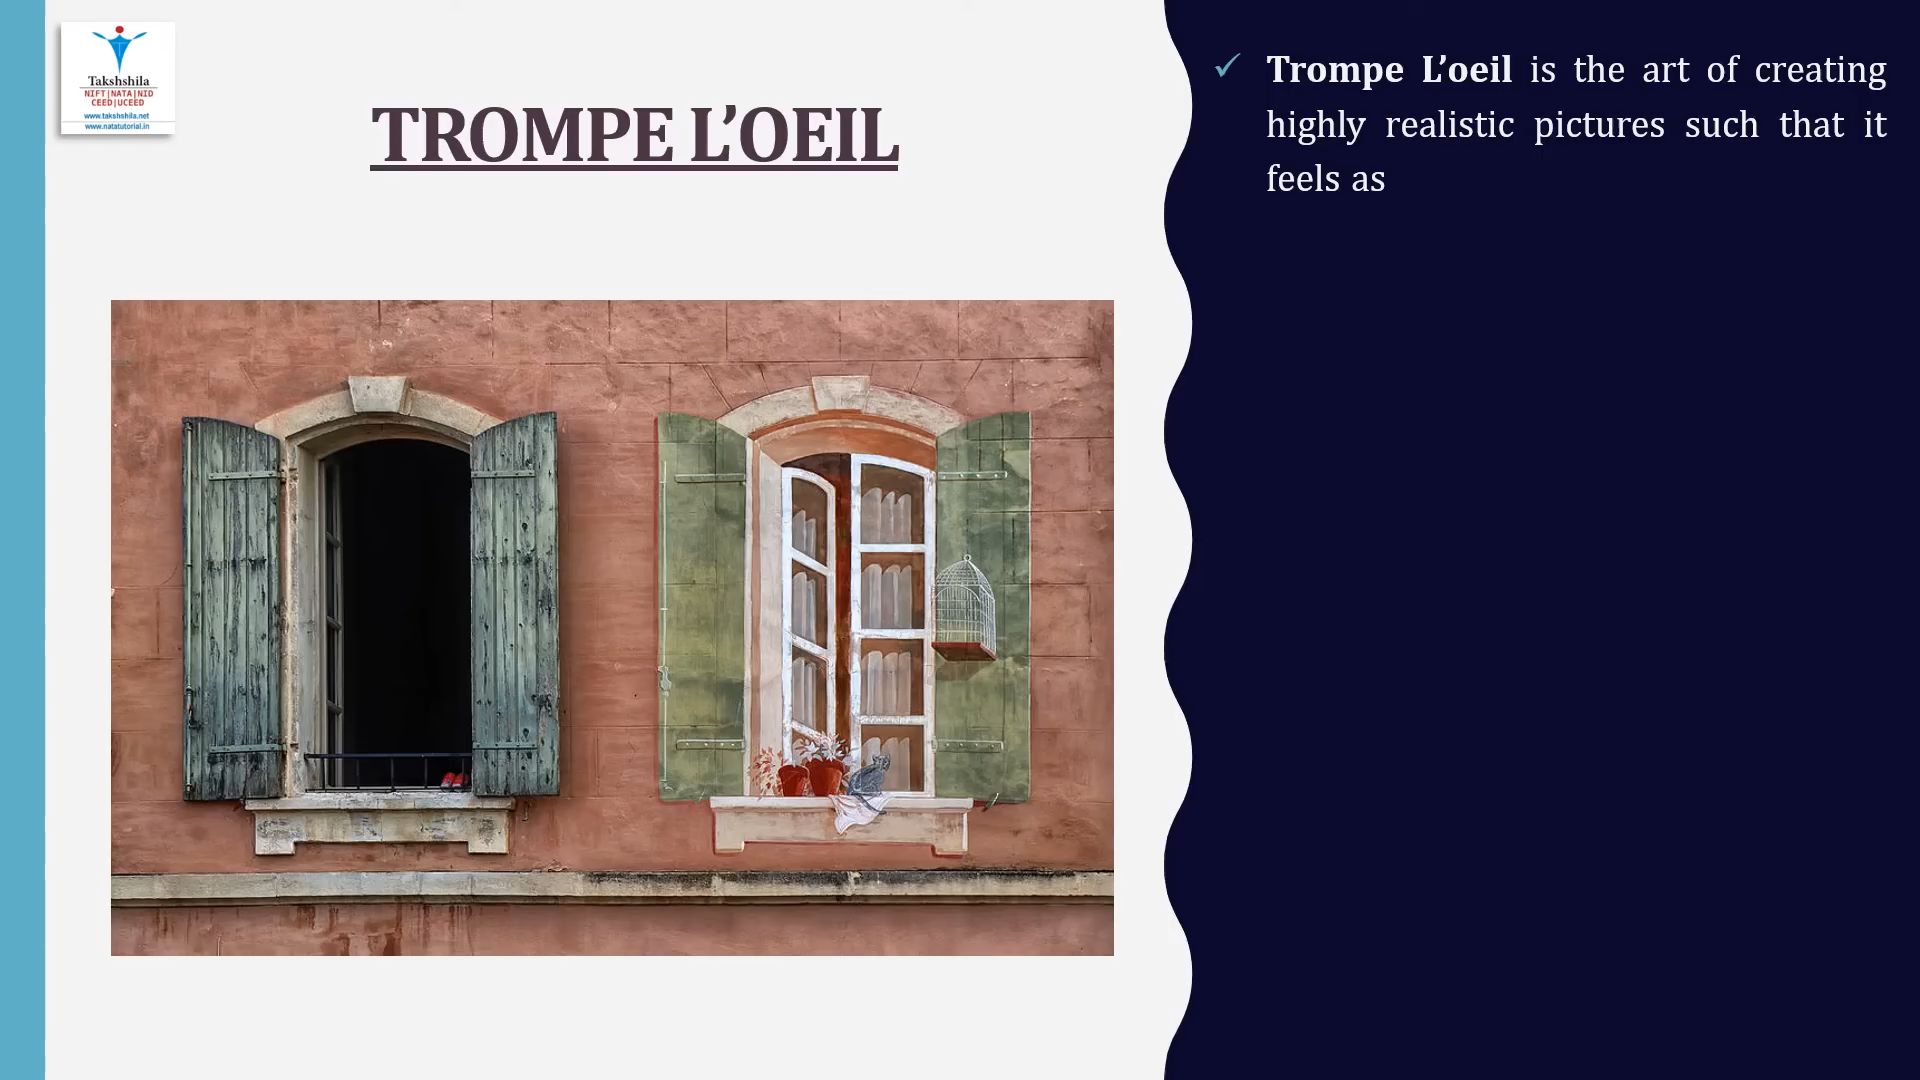 Takshshila
NIFT|NATA|NID
CEED|UCEED
www.takshshila.net
www.natatutorial.in
TROMPE L’OEIL
✓ Trompe L’oeil is the art of creating
highly realistic pictures such that it
feels as